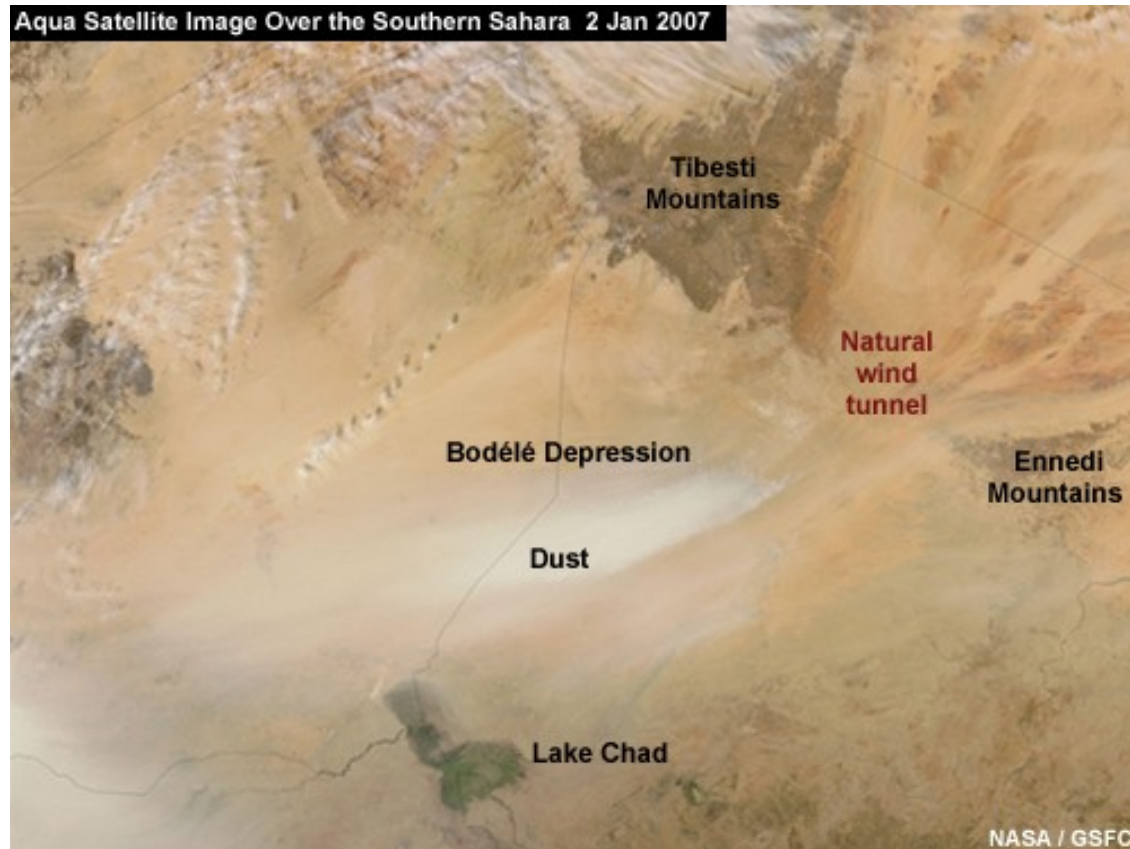 Aqua Satellite Image Over the Southern Sahara 2 Jan 2007
Tibesti
Mountains
Natural
wind
tunnel
Bodélé Depression
Ennedi
Mountains
Dust
Lake Chad
NASA / GSFC